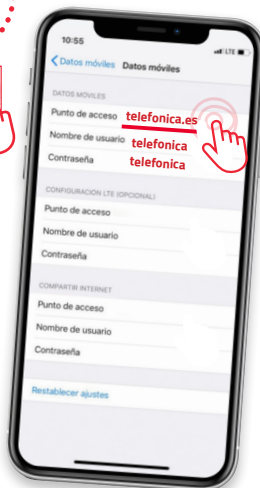 10:55
LTE
Datos móviles Datos móviles
DATOS MÓVILES
Punto de acceso telefonica.es
Nombre de usuario telefonica
Contraseña telefonica
CONFIGURACIÓN LTE (OPCIONAL)
Punto de acceso
Nombre de usuario
Contraseña
COMPARTIR INTERNET
Punto de acceso
Nombre de usuario
Contraseña
Restablecer ajustes